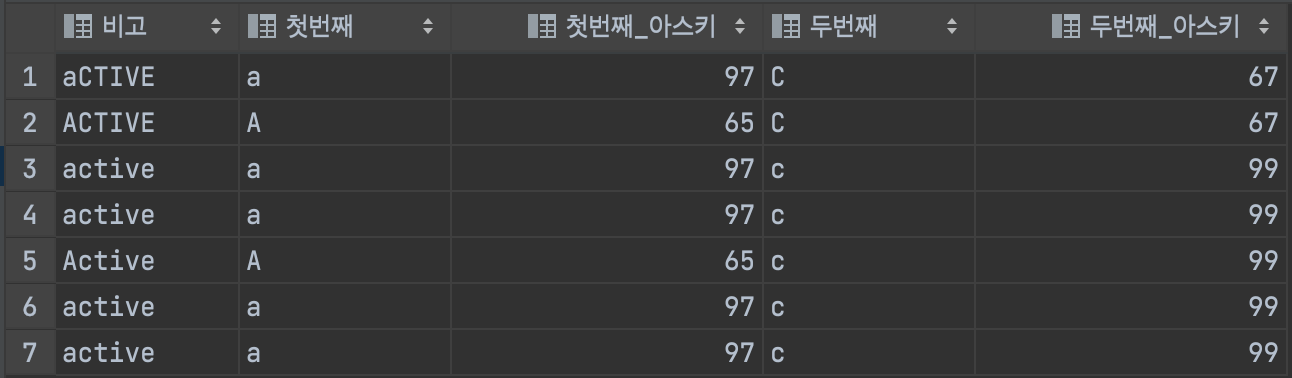 비고 첫번째 첫번째_아스키 두번째 두번째_아스키
1 aCTIVE a 97 C 67
2 ACTIVE A 65 C 67
3 active a 97 c 99
4 active a 97 c 99
5 Active A 65 c 99
6 active a 97 c 99
7 active a 97 c 99